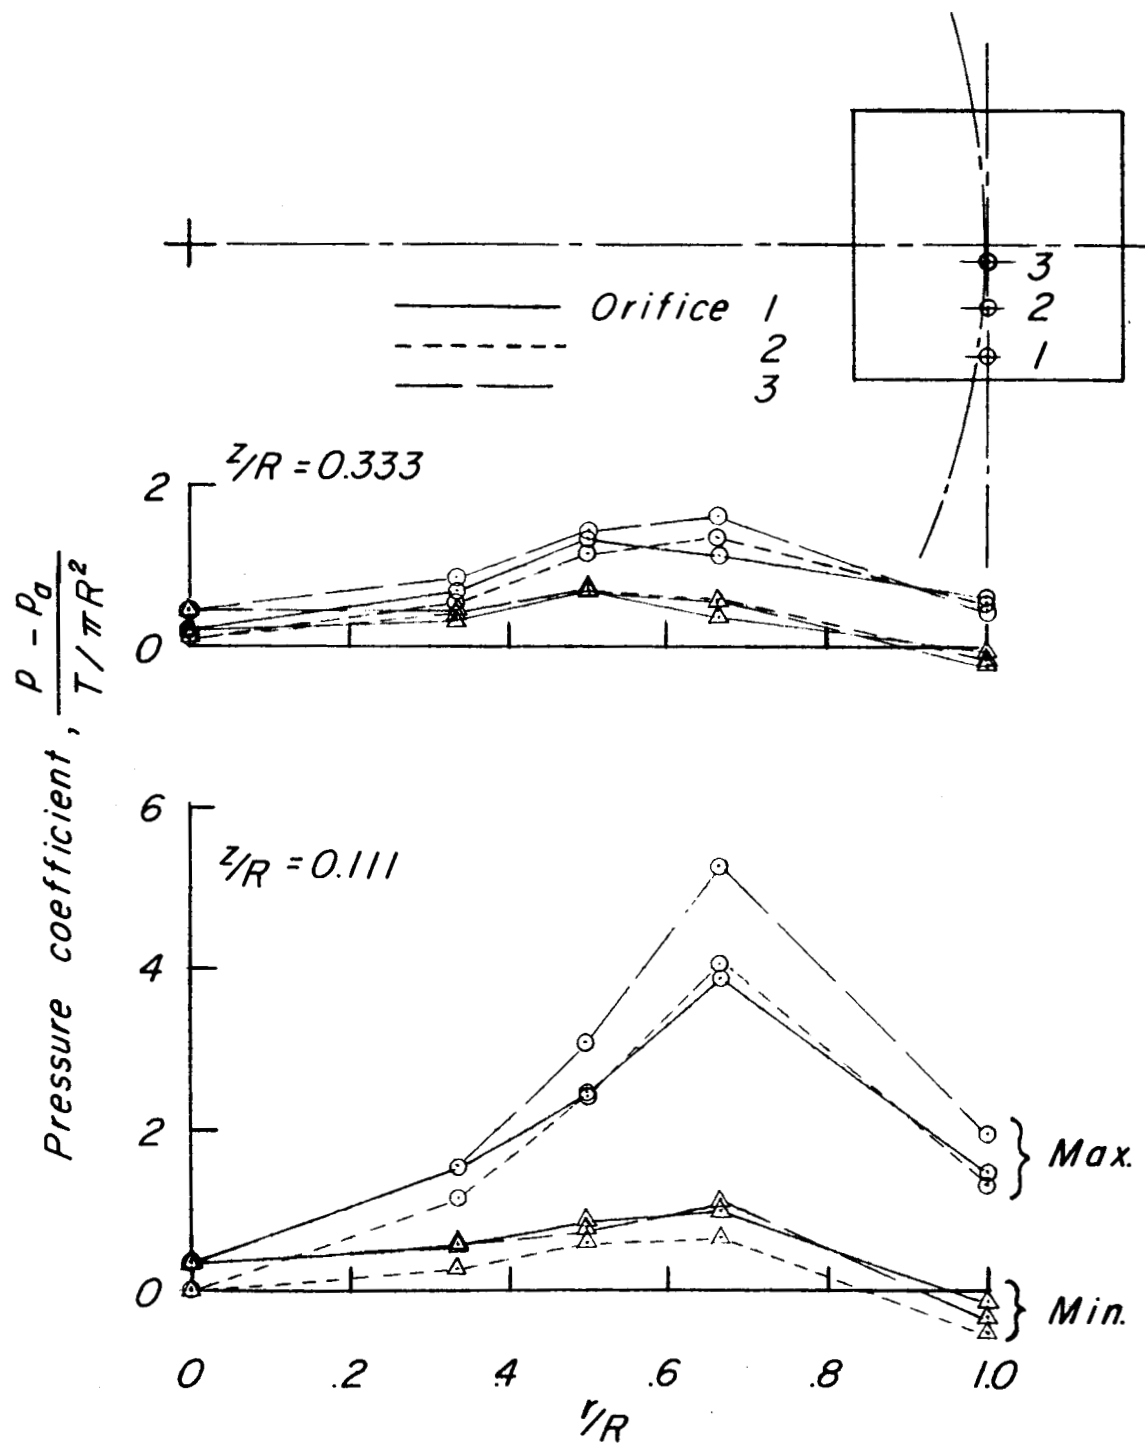 3
Orifice 1
2
2
1
3
z/R = 0.333
2
0
Pressure coefficient, p - pa / T/πR²
6
z/R = 0.111
4
2
Max.
0
Min.
0 .2 .4 .6 .8 1.0
r/R